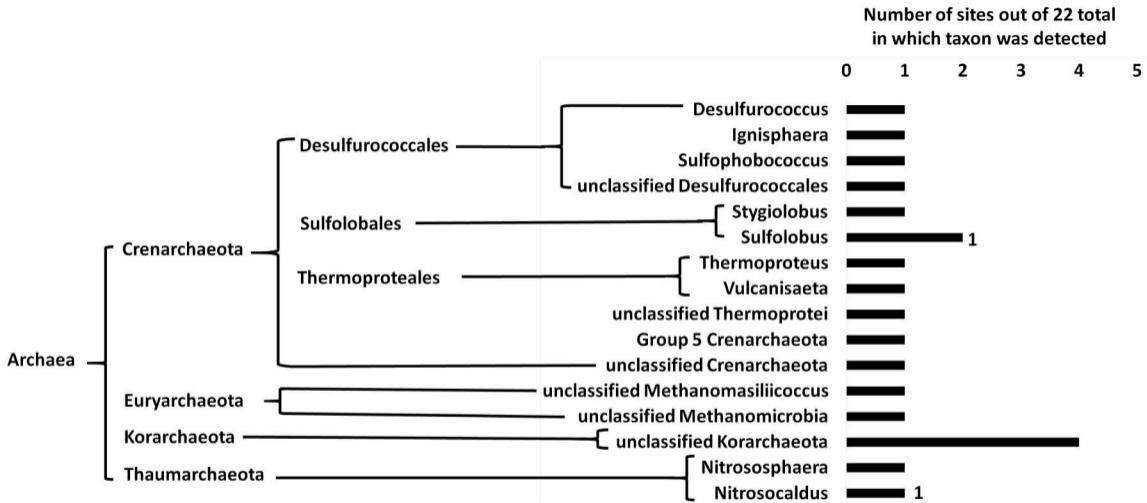 Number of sites out of 22 total
in which taxon was detected
0 1 2 3 4 5
Desulfurococcus
Desulfurococcales
Ignisphaera
Sulfophobococcus
unclassified Desulfurococcales
Stygiolobus
Sulfolobales
Sulfolobus 1
Crenarchaeota
Thermoproteus
Thermoproteales
Vulcanisaeta
unclassified Thermoprotei
Group 5 Crenarchaeota
Archaea
unclassified Crenarchaeota
unclassified Methanomasiliicoccus
Euryarchaeota
unclassified Methanomicrobia
Korarchaeota
unclassified Korarchaeota
Nitrososphaera
Thaumarchaeota
Nitrosocaldus 1